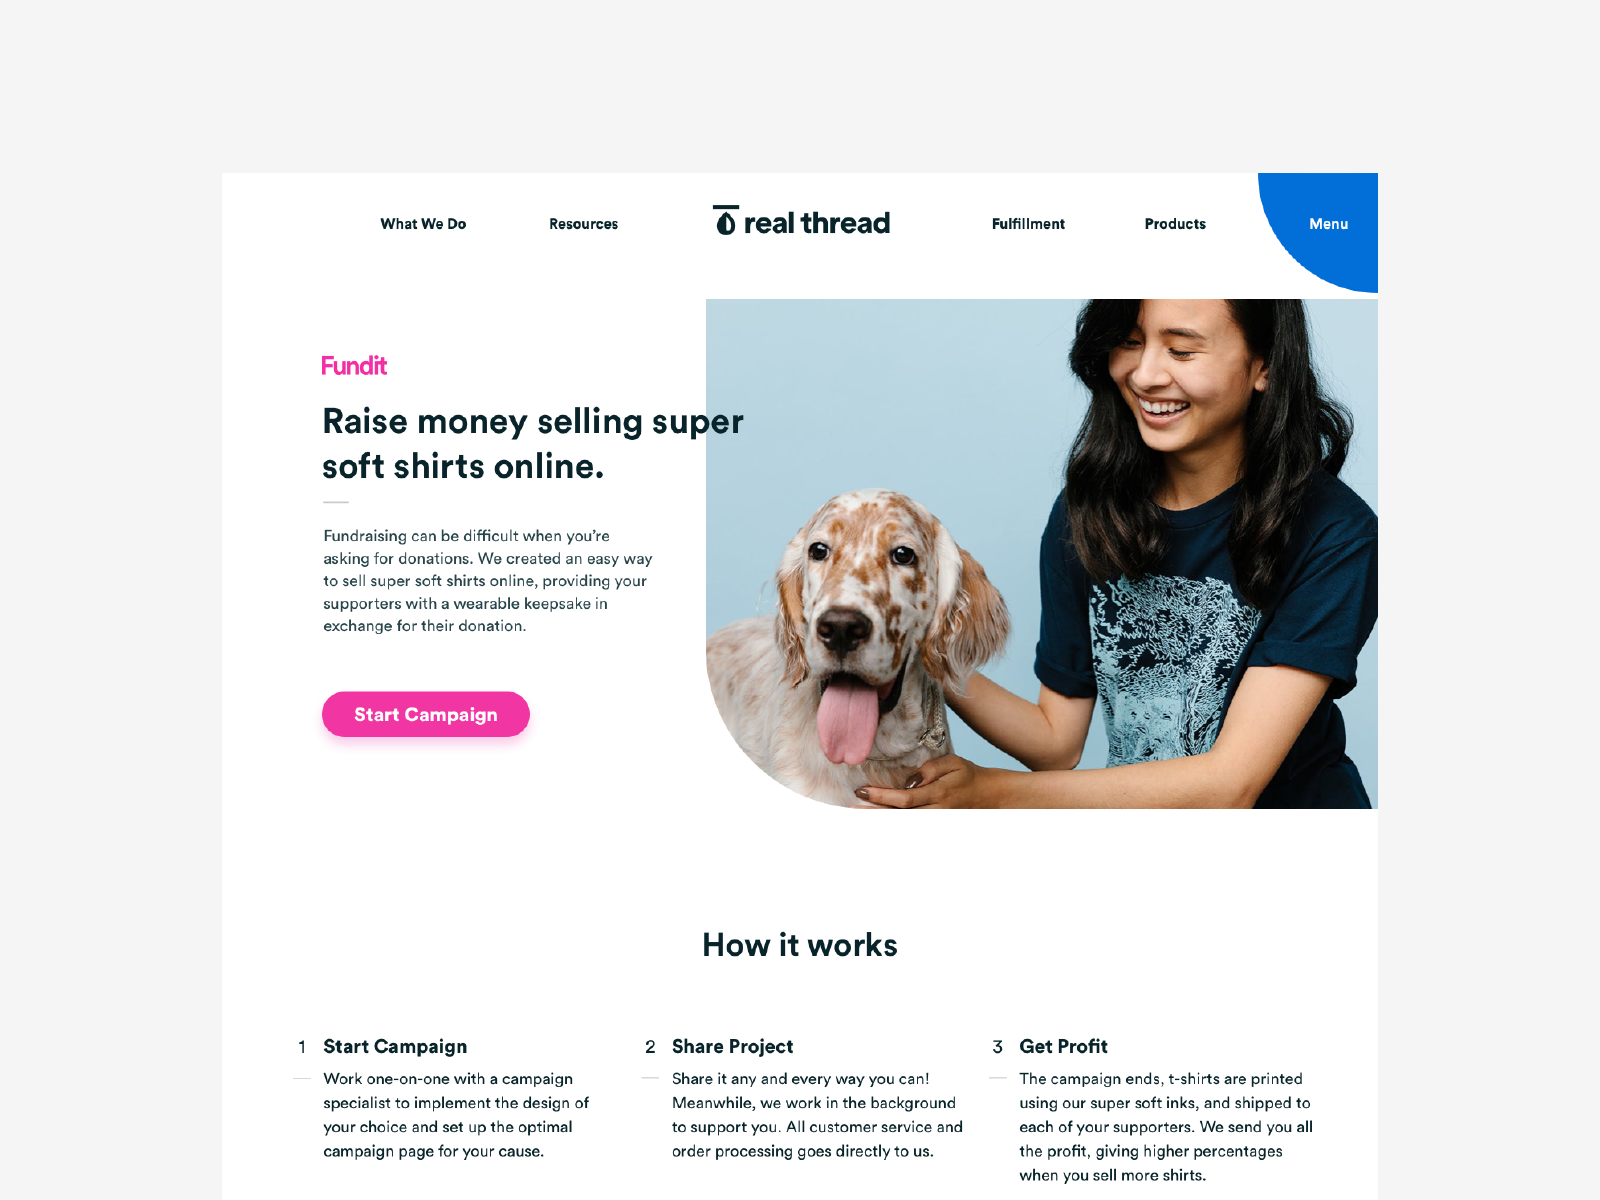 What We Do
Resources
real thread
Fulfillment
Products
Menu
Fundit
Raise money selling super
soft shirts online.
Fundraising can be difficult when you’re
asking for donations. We created an easy way
to sell super soft shirts online, providing your
supporters with a wearable keepsake in
exchange for their donation.
Start Campaign
How it works
1
Start Campaign
Work one-on-one with a campaign
specialist to implement the design of
your choice and set up the optimal
campaign page for your cause.
2
Share Project
Share it any and every way you can!
Meanwhile, we work in the background
to support you. All customer service and
order processing goes directly to us.
3
Get Profit
The campaign ends, t-shirts are printed
using our super soft inks, and shipped to
each of your supporters. We send you all
the profit, giving higher percentages
when you sell more shirts.